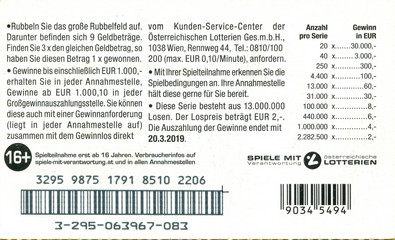 •Rubbeln Sie das große Rubbelfeld auf.
Darunter befinden sich 9 Geldbeträge.
Finden Sie 3 x den gleichen Geldbetrag, so
haben Sie diesen Betrag 1 x gewonnen.
• Gewinne bis einschließlich EUR 1.000,-
erhalten Sie in jeder Annahmestelle,
Gewinne ab EUR 1.000,10 in jeder
Großgewinnauszahlungsstelle. Sie können
diese auch mit einer Gewinnanforderung
(liegt in jeder Annahmestelle auf)
zusammen mit dem Gewinnlos direkt
vom Kunden-Service-Center der
Österreichischen Lotterien Ges.m.b.H.,
1038 Wien, Rennweg 44, Tel.: 0810/100
200 (max. EUR 0,10/Minute), anfordern.
• Mit Ihrer Spielteilnahme erkennen Sie die
Spielbedingungen an. Ihre Annahmestelle
hält diese gerne für Sie bereit.
• Diese Serie besteht aus 13.000.000
Losen. Der Lospreis beträgt EUR 2,-.
Die Auszahlung der Gewinne endet mit
20.3.2019.
Anzahl pro Serie Gewinn in EUR
20 x 30.000,-
40 x 3.000,-
250 x 300,-
4.400 x 100,-
13.000 x 60,-
31.000 x 30,-
100.000 x 8,-
440.000 x 6,-
1.000.000 x 4,-
2.282.500 x 2,-
16+
Spielteilnahme erst ab 16 Jahren. Verbraucherinfos auf
spiele-mit-verantwortung.at und in allen Annahmestellen.
SPIELE MIT
Verantwortung
österreichische
LOTTERIEN
3295 9875 1791 8510 2206
3-295-063967-083
9034 5494